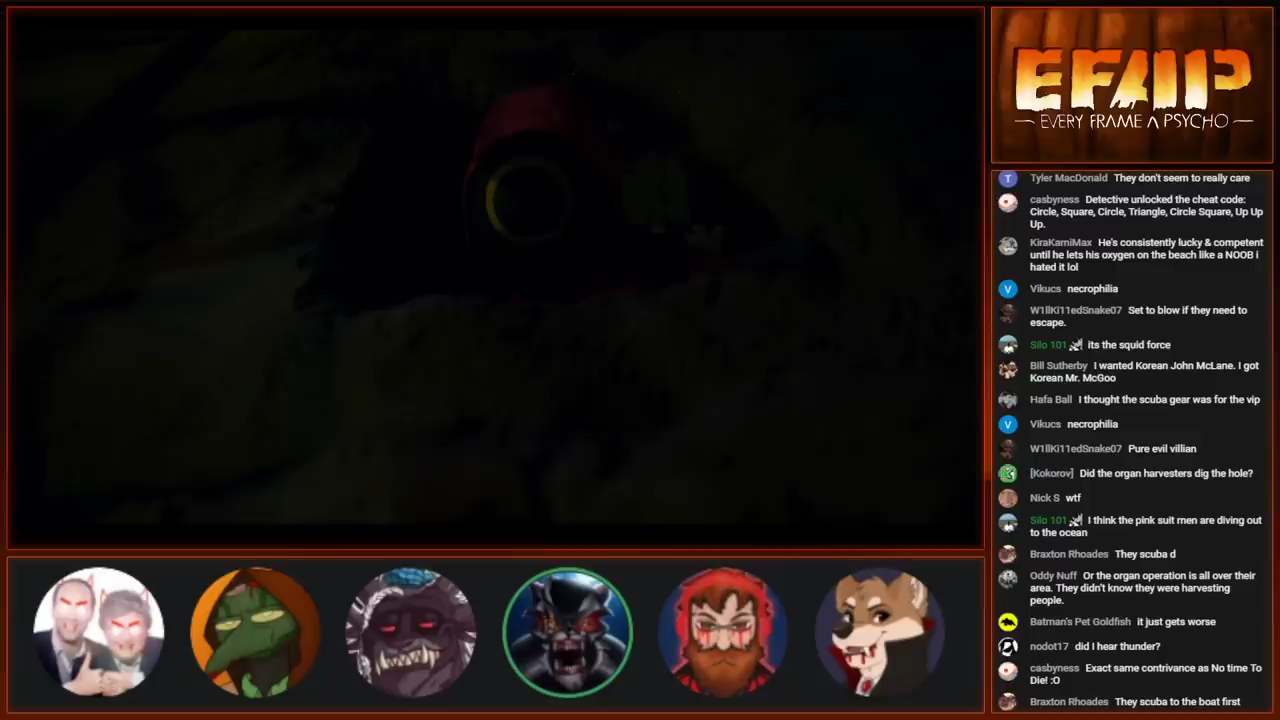 EFAP
EVERY FRAME A PSYCHO
T
Tyler MacDonald They don't seem to really care
casbyness Detective unlocked the cheat code:
Circle, Square, Circle, Triangle, Circle Square, Up Up
Up.
KiraKamiMax He's consistently lucky & competent
until he lets his oxygen on the beach like a NOOB i
hated it lol
V
Vikucs necrophilia
W1llKi11edSnake07 Set to blow if they need to
escape.
Silo 101 its the squid force
Bill Sutherby I wanted Korean John McLane. I got
Korean Mr. McGoo
Hafa Ball I thought the scuba gear was for the vip
V
Vikucs necrophilia
W1llKi11edSnake07 Pure evil villian
[Kokorov] Did the organ harvesters dig the hole?
Nick S wtf
Silo 101 I think the pink suit men are diving out
to the ocean
Braxton Rhoades They scuba d
Oddy Nuff Or the organ operation is all over their
area. They didn't know they were harvesting
people.
Batman's Pet Goldfish it just gets worse
nodot17 did I hear thunder?
casbyness Exact same contrivance as No time To
Die! :O
Braxton Rhoades They scuba to the boat first